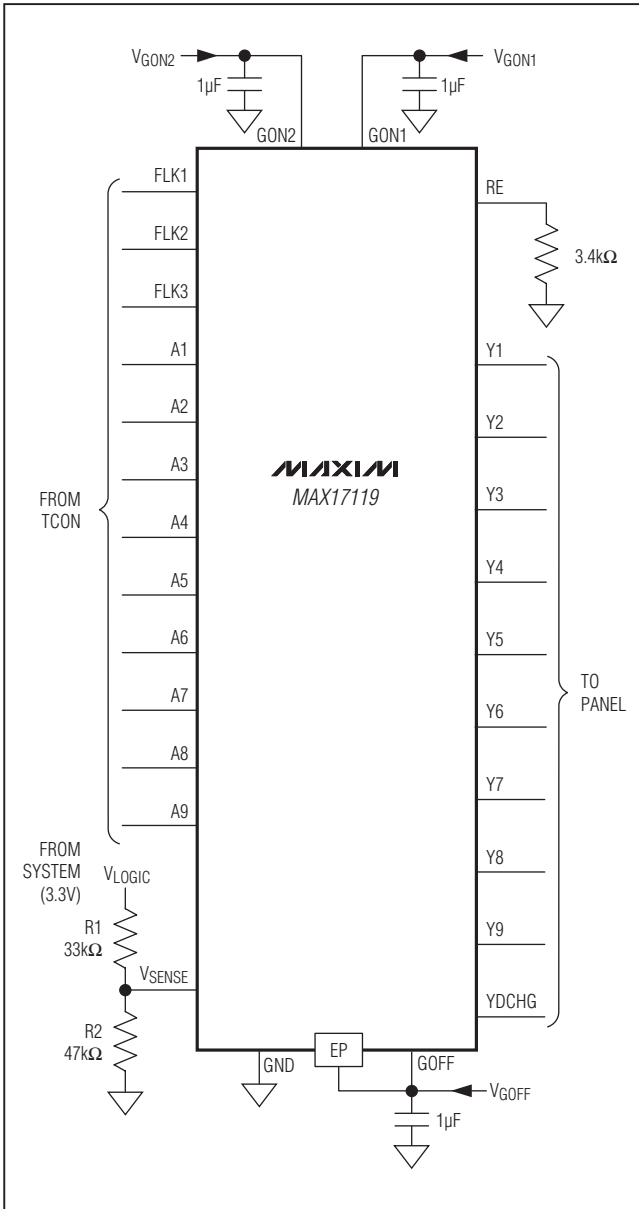 VGON2
VGON1
1µF
1µF
GON2
GON1
FLK1
FLK2
FLK3
A1
A2
A3
A4
A5
A6
A7
A8
A9
FROM
TCON
RE
3.4kΩ
MAXIM
MAX17119
Y1
Y2
Y3
Y4
Y5
Y6
Y7
Y8
Y9
YDCHG
TO
PANEL
FROM
SYSTEM
(3.3V)
VLOGIC
R1
33kΩ
VSENSE
R2
47kΩ
GND
EP
GOFF
VGOFF
1µF